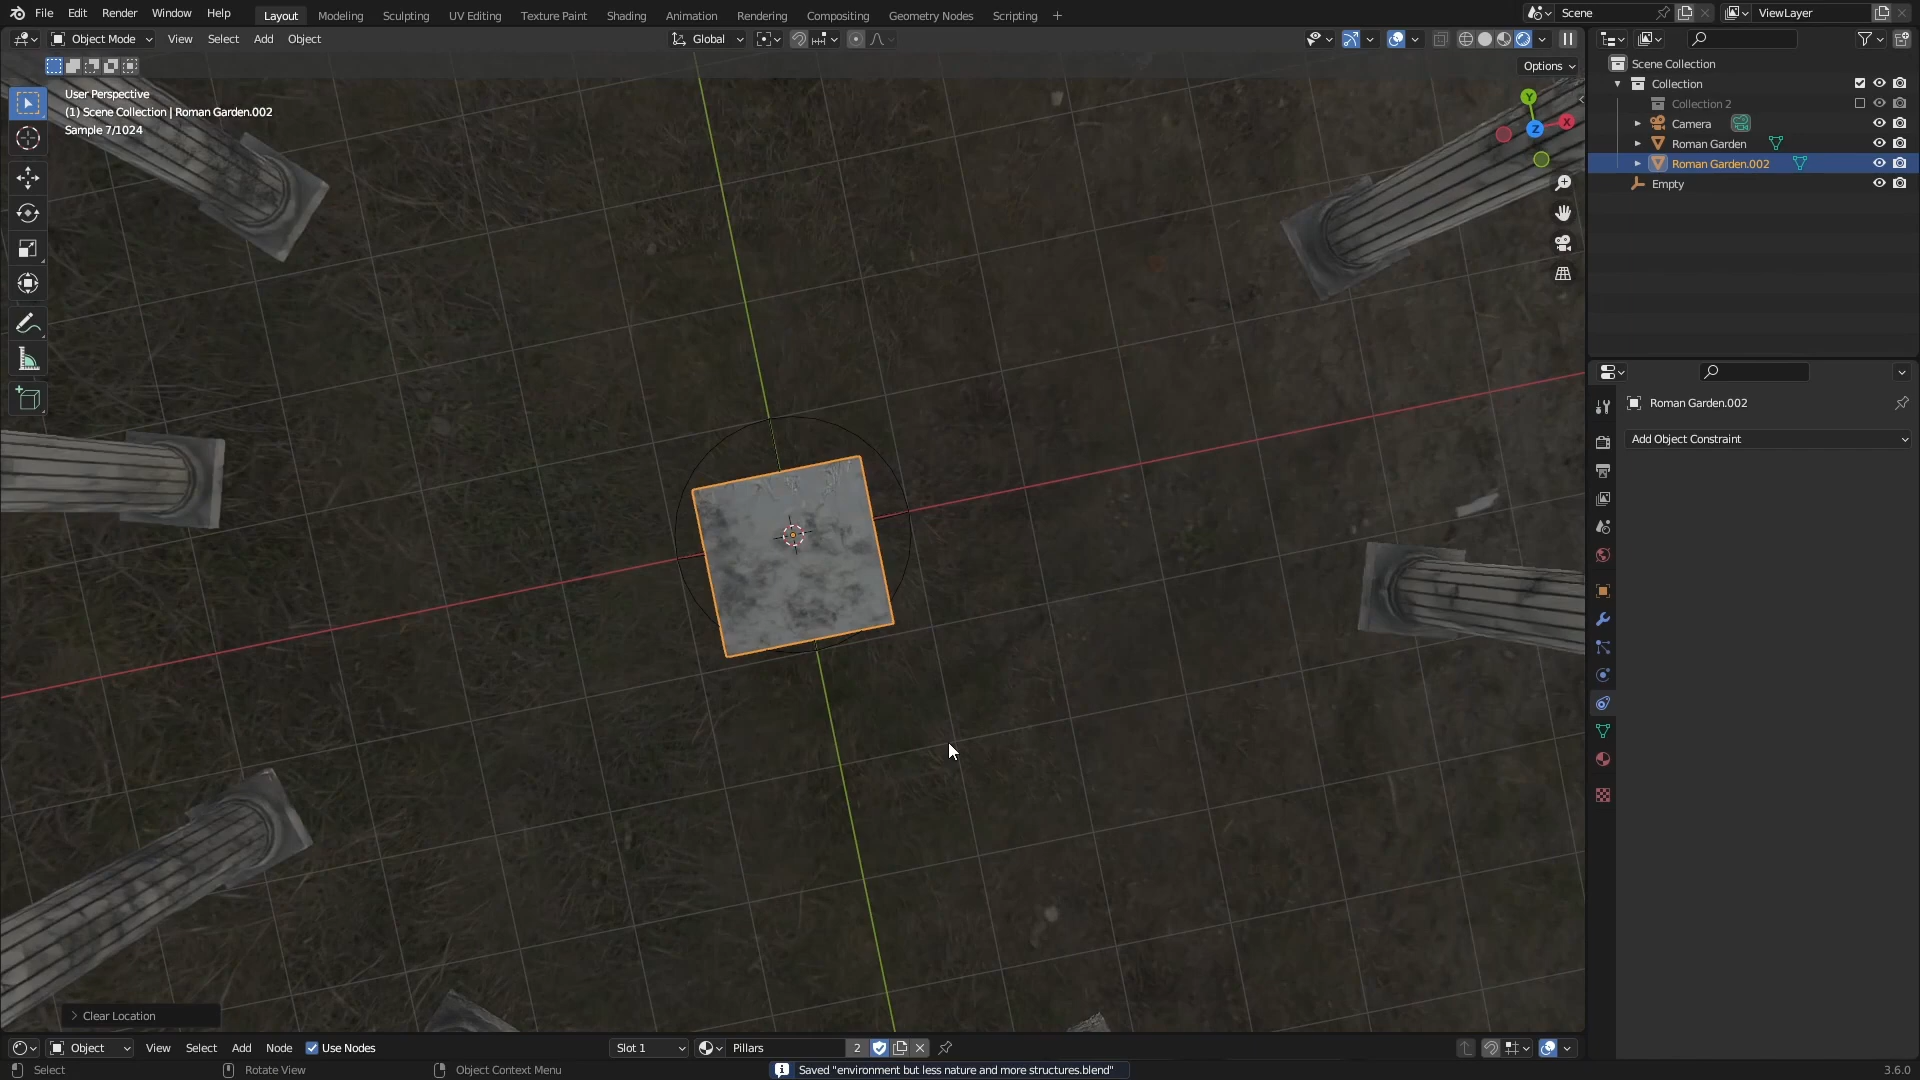 File Edit Render Window Help Layout Modeling Sculpting UV Editing Texture Paint Shading Animation Rendering Compositing Geometry Nodes Scripting Scene ViewLayer
Object Mode View Select Add Object Global
Options
User Perspective
(1) Scene Collection | Roman Garden.002
Sample 7/1024
Y
X
Z
Scene Collection
Collection
Collection 2
Camera
Roman Garden
Roman Garden.002
Empty
Roman Garden.002
Add Object Constraint
Clear Location
Object View Select Add Node Use Nodes Slot 1 Pillars 2
Select Rotate View Object Context Menu Saved "environment but less nature and more structures.blend" 3.6.0